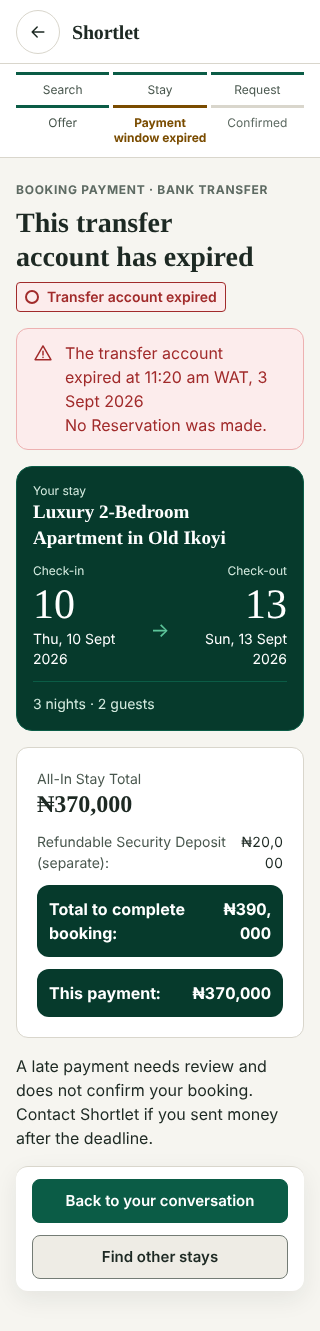 Shortlet
Search
Stay
Request
Offer
Payment
window expired
Confirmed
BOOKING PAYMENT · BANK TRANSFER
This transfer
account has expired
Transfer account expired
The transfer account
expired at 11:20 am WAT, 3
Sept 2026
No Reservation was made.
Your stay
Luxury 2-Bedroom
Apartment in Old Ikoyi
Check-in
Check-out
10
13
Thu, 10 Sept
2026
Sun, 13 Sept
2026
3 nights · 2 guests
All-In Stay Total
₦370,000
Refundable Security Deposit
(separate):
₦20,0
00
Total to complete
booking:
₦390,
000
This payment:
₦370,000
A late payment needs review and
does not confirm your booking.
Contact Shortlet if you sent money
after the deadline.
Back to your conversation
Find other stays